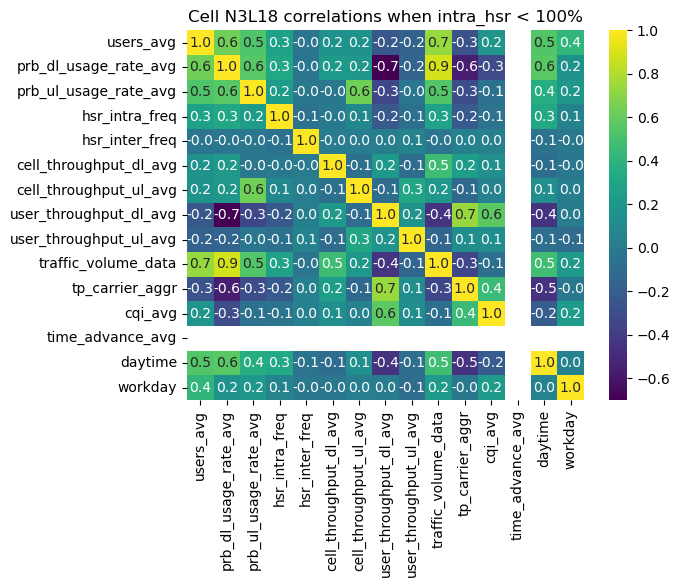 Cell N3L18 correlations when intra_hsr < 100%
users_avg 1.0 0.6 0.5 0.3 -0.0 0.2 0.2 -0.2 -0.2 0.7 -0.3 0.2 0.5 0.4
prb_dl_usage_rate_avg 0.6 1.0 0.6 0.3 -0.0 0.2 0.2 -0.7 -0.2 0.9 -0.6 -0.3 0.6 0.2
prb_ul_usage_rate_avg 0.5 0.6 1.0 0.2 -0.0 -0.0 0.6 -0.3 -0.0 0.5 -0.3 -0.1 0.4 0.2
hsr_intra_freq 0.3 0.3 0.2 1.0 -0.1 -0.0 0.1 -0.2 -0.1 0.3 -0.2 -0.1 0.3 0.1
hsr_inter_freq -0.0 -0.0 -0.0 -0.1 1.0 -0.0 0.0 0.0 0.1 -0.0 0.0 0.0 -0.1 -0.0
cell_throughput_dl_avg 0.2 0.2 -0.0 -0.0 -0.0 1.0 -0.1 0.2 -0.1 0.5 0.2 0.1 -0.1 -0.0
cell_throughput_ul_avg 0.2 0.2 0.6 0.1 0.0 -0.1 1.0 -0.1 0.3 0.2 -0.1 0.0 0.1 0.0
user_throughput_dl_avg -0.2 -0.7 -0.3 -0.2 0.0 0.2 -0.1 1.0 0.2 -0.4 0.7 0.6 -0.4 0.0
user_throughput_ul_avg -0.2 -0.2 -0.0 -0.1 0.1 -0.1 0.3 0.2 1.0 -0.1 0.1 0.1 -0.1 -0.1
traffic_volume_data 0.7 0.9 0.5 0.3 -0.0 0.5 0.2 -0.4 -0.1 1.0 -0.3 -0.1 0.5 0.2
tp_carrier_aggr -0.3 -0.6 -0.3 -0.2 0.0 0.2 -0.1 0.7 0.1 -0.3 1.0 0.4 -0.5 -0.0
cqi_avg 0.2 -0.3 -0.1 -0.1 0.0 0.1 0.0 0.6 0.1 -0.1 0.4 1.0 -0.2 0.2
time_advance_avg
daytime 0.5 0.6 0.4 0.3 -0.1 -0.1 0.1 -0.4 -0.1 0.5 -0.5 -0.2 1.0 0.0
workday 0.4 0.2 0.2 0.1 -0.0 -0.0 0.0 0.0 -0.1 0.2 -0.0 0.2 0.0 1.0
users_avg
prb_dl_usage_rate_avg
prb_ul_usage_rate_avg
hsr_intra_freq
hsr_inter_freq
cell_throughput_dl_avg
cell_throughput_ul_avg
user_throughput_dl_avg
user_throughput_ul_avg
traffic_volume_data
tp_carrier_aggr
cqi_avg
time_advance_avg
daytime
workday
1.0
0.8
0.6
0.4
0.2
0.0
−0.2
−0.4
−0.6